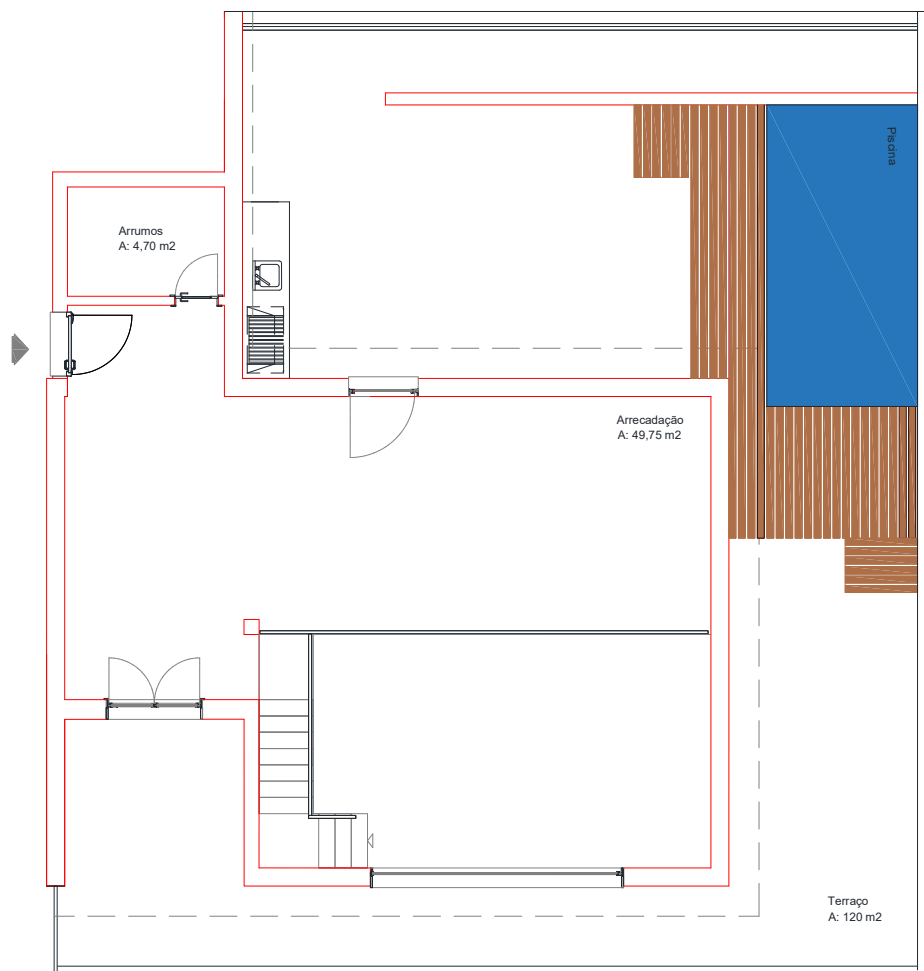 Piscina
Arrumos
A: 4,70 m2
Arrecadação
A: 49,75 m2
Terraço
A: 120 m2